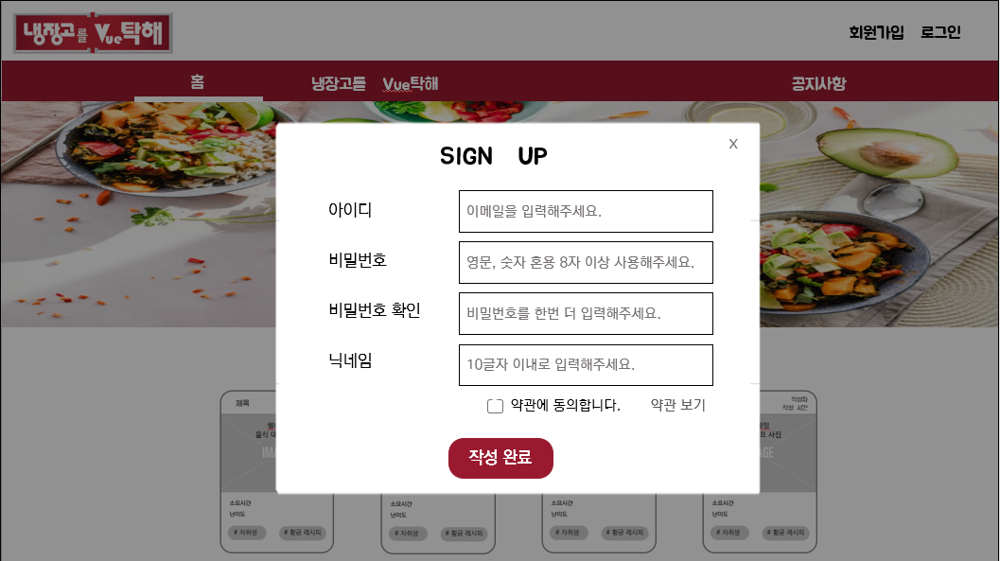 냉장고를 Vue탁해
회원가입 로그인
홈 냉장고를 Vue탁해 공지사항
SIGN UP
X
아이디 이메일을 입력해주세요.
비밀번호 영문, 숫자 혼용 8자 이상 사용해주세요.
비밀번호 확인 비밀번호를 한번 더 입력해주세요.
닉네임 10글자 이내로 입력해주세요.
약관에 동의합니다. 약관 보기
작성 완료
제목 작성자
작성 시간
음식 사진
소요시간 소요시간 소요시간 소요시간
난이도 난이도 난이도 난이도
# 자취생 # 황금 레시피 # 자취생 # 황금 레시피 # 자취생 # 황금 레시피 # 자취생 # 황금 레시피